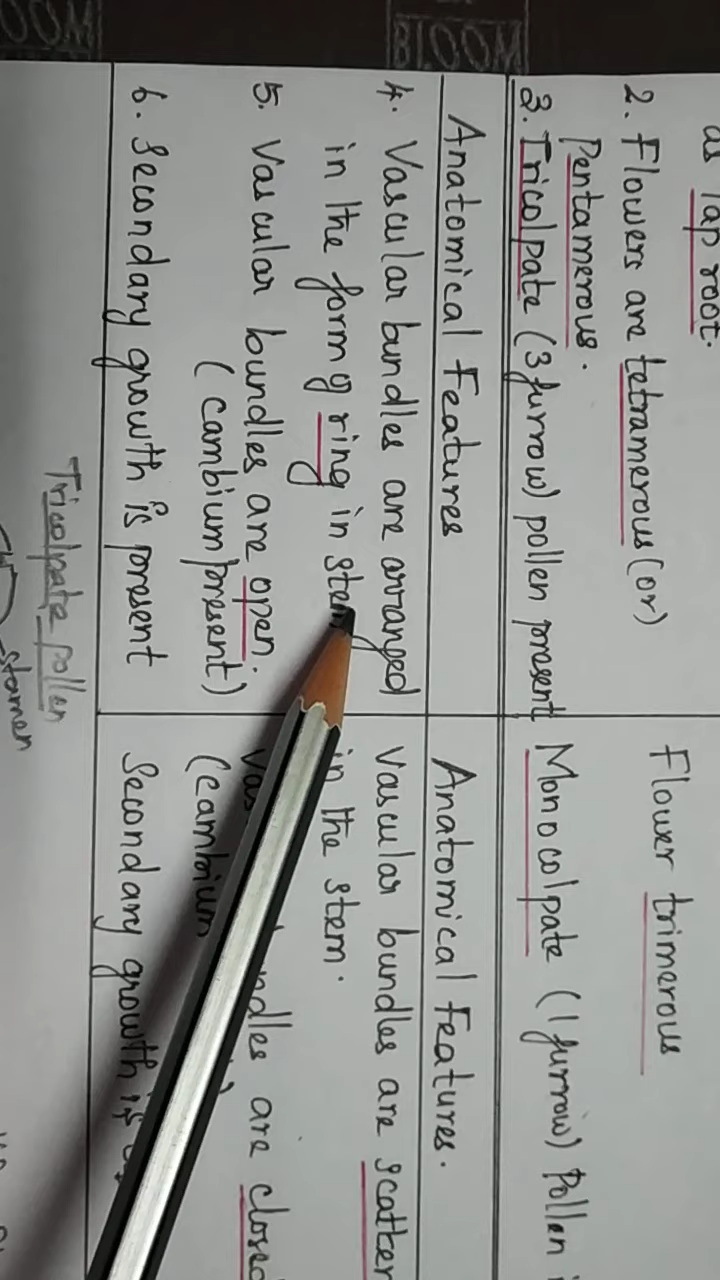 BLOOM
as Tap root.
2. Flowers are tetramerous (or)
Pentamerous.
Flower trimerous
3. Tricolpate (3 furrow) pollen present
Monocolpate (1 furrow) Pollen
Anatomical Features
Anatomical Features.
4. Vascular bundles are arranged
in the form of ring in stem
Vascular bundles are scatter
in the stem.
5. Vascular bundles are open.
(cambium present)
are closed
(cambium
6. Secondary growth is present
Secondary growth is
Tricolpate pollen
stamen